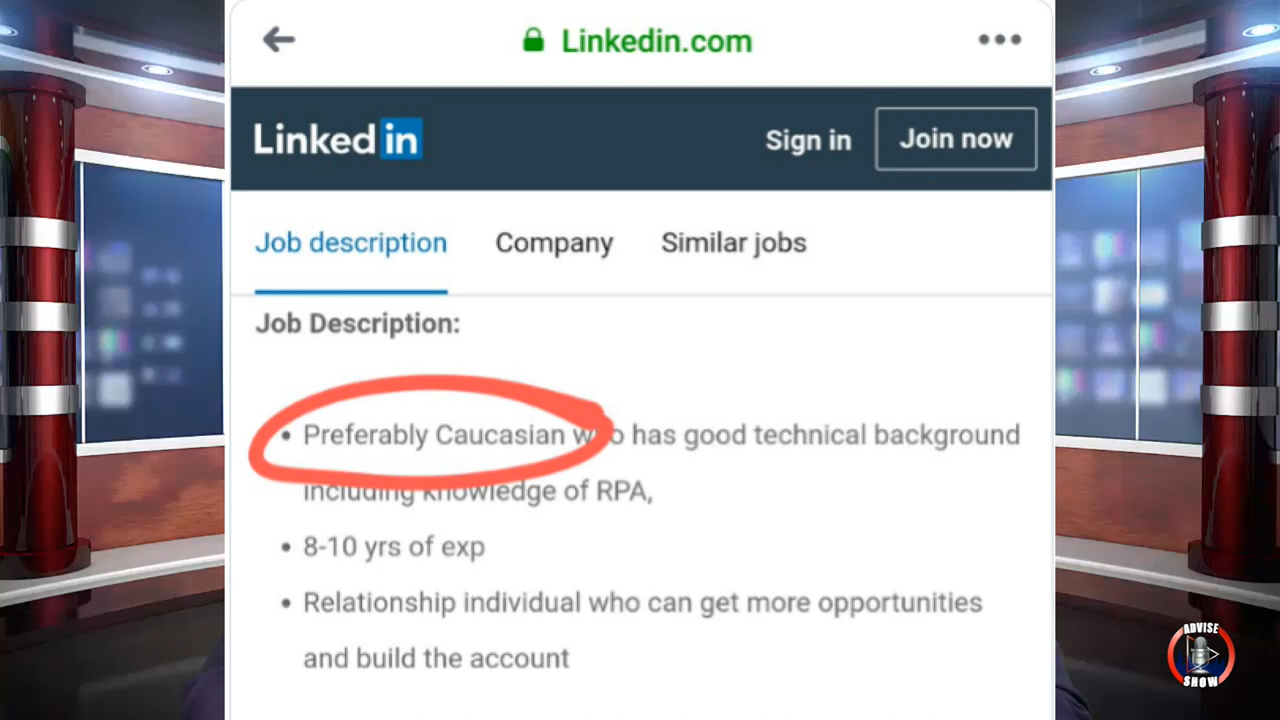 Linkedin.com
Linkedin
Sign in
Join now
Job description
Company
Similar jobs
Job Description:
• Preferably Caucasian who has good technical background
including knowledge of RPA,
• 8-10 yrs of exp
• Relationship individual who can get more opportunities
and build the account
ADVISE
SHOW